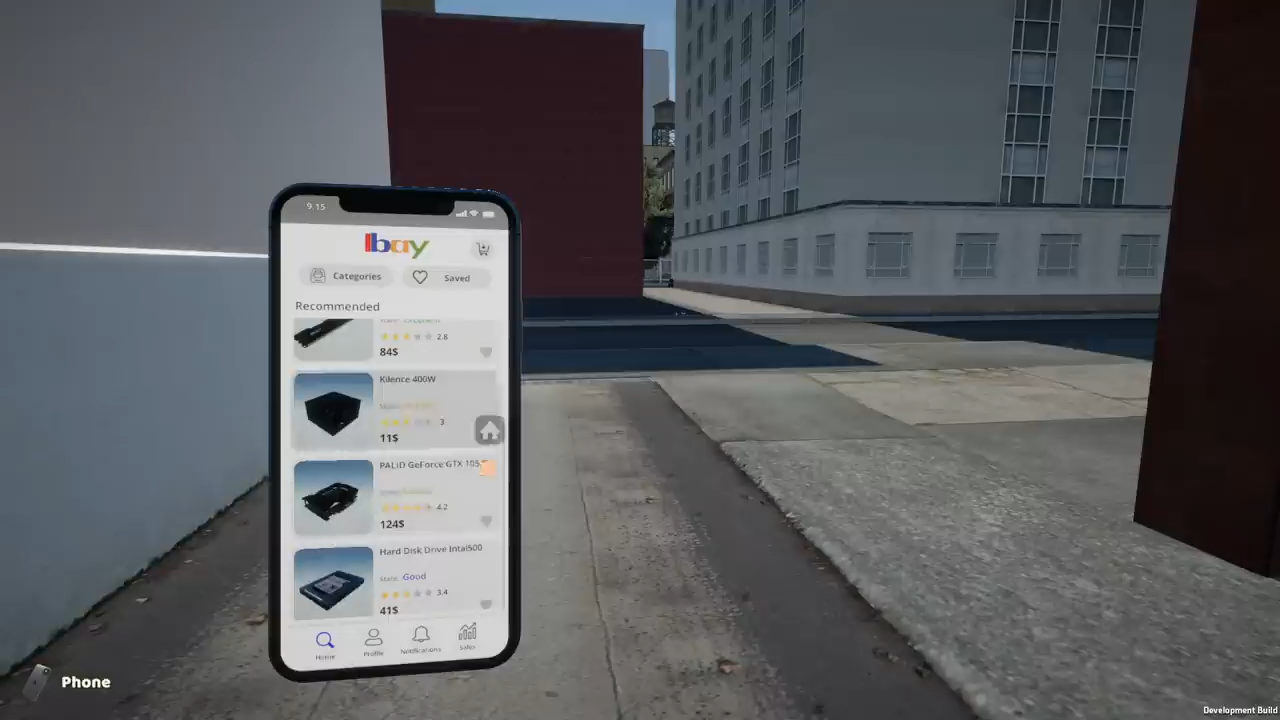 9:15
lbay
Categories
Saved
Recommended
2.8
84$
Kilence 400W
3
11$
PALiD GeForce GTX 105
4.2
124$
Hard Disk Drive Intal500
State: Good
3.4
41$
Home
Profile
Notifications
Sales
Phone
Development Build